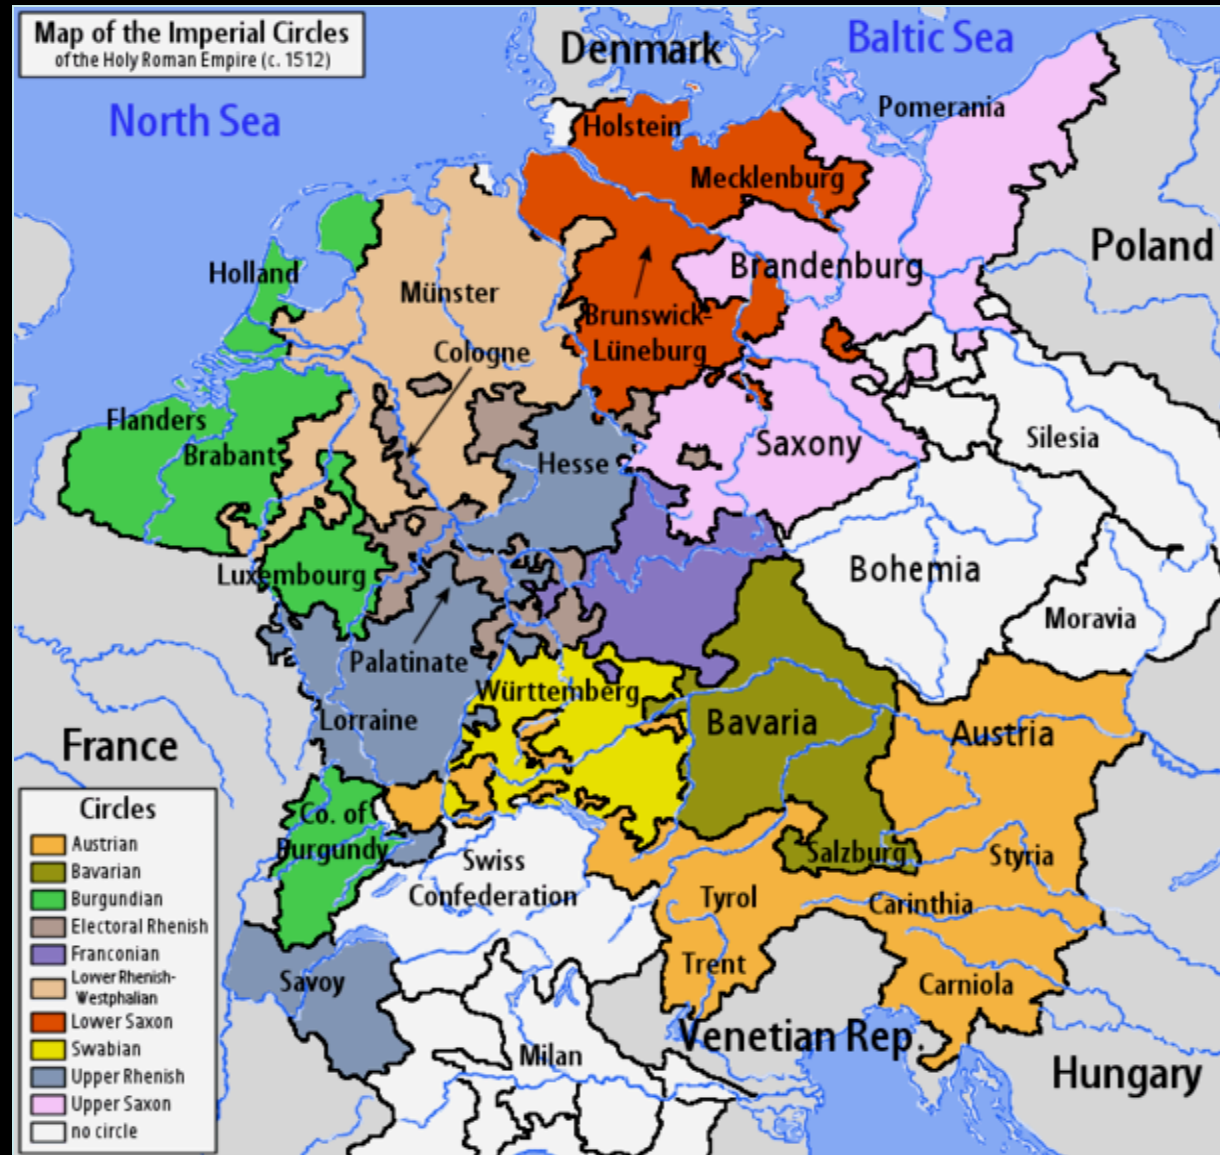 Map of the Imperial Circles
of the Holy Roman Empire (c. 1512)
Denmark
Baltic Sea
North Sea
Pomerania
Holstein
Mecklenburg
Poland
Holland
Brandenburg
Münster
Brunswick-
Lüneburg
Cologne
Flanders
Brabant
Hesse
Saxony
Silesia
Luxembourg
Bohemia
Moravia
Palatinate
Württemberg
Lorraine
Bavaria
Austria
France
Circles
Austrian
Bavarian
Burgundian
Electoral Rhenish
Franconian
Lower Rhenish-
Westphalian
Lower Saxon
Swabian
Upper Rhenish
Upper Saxon
no circle
Co. of
Burgundy
Swiss
Confederation
Salzburg
Styria
Tyrol
Carinthia
Trent
Carniola
Savoy
Venetian Rep.
Milan
Hungary